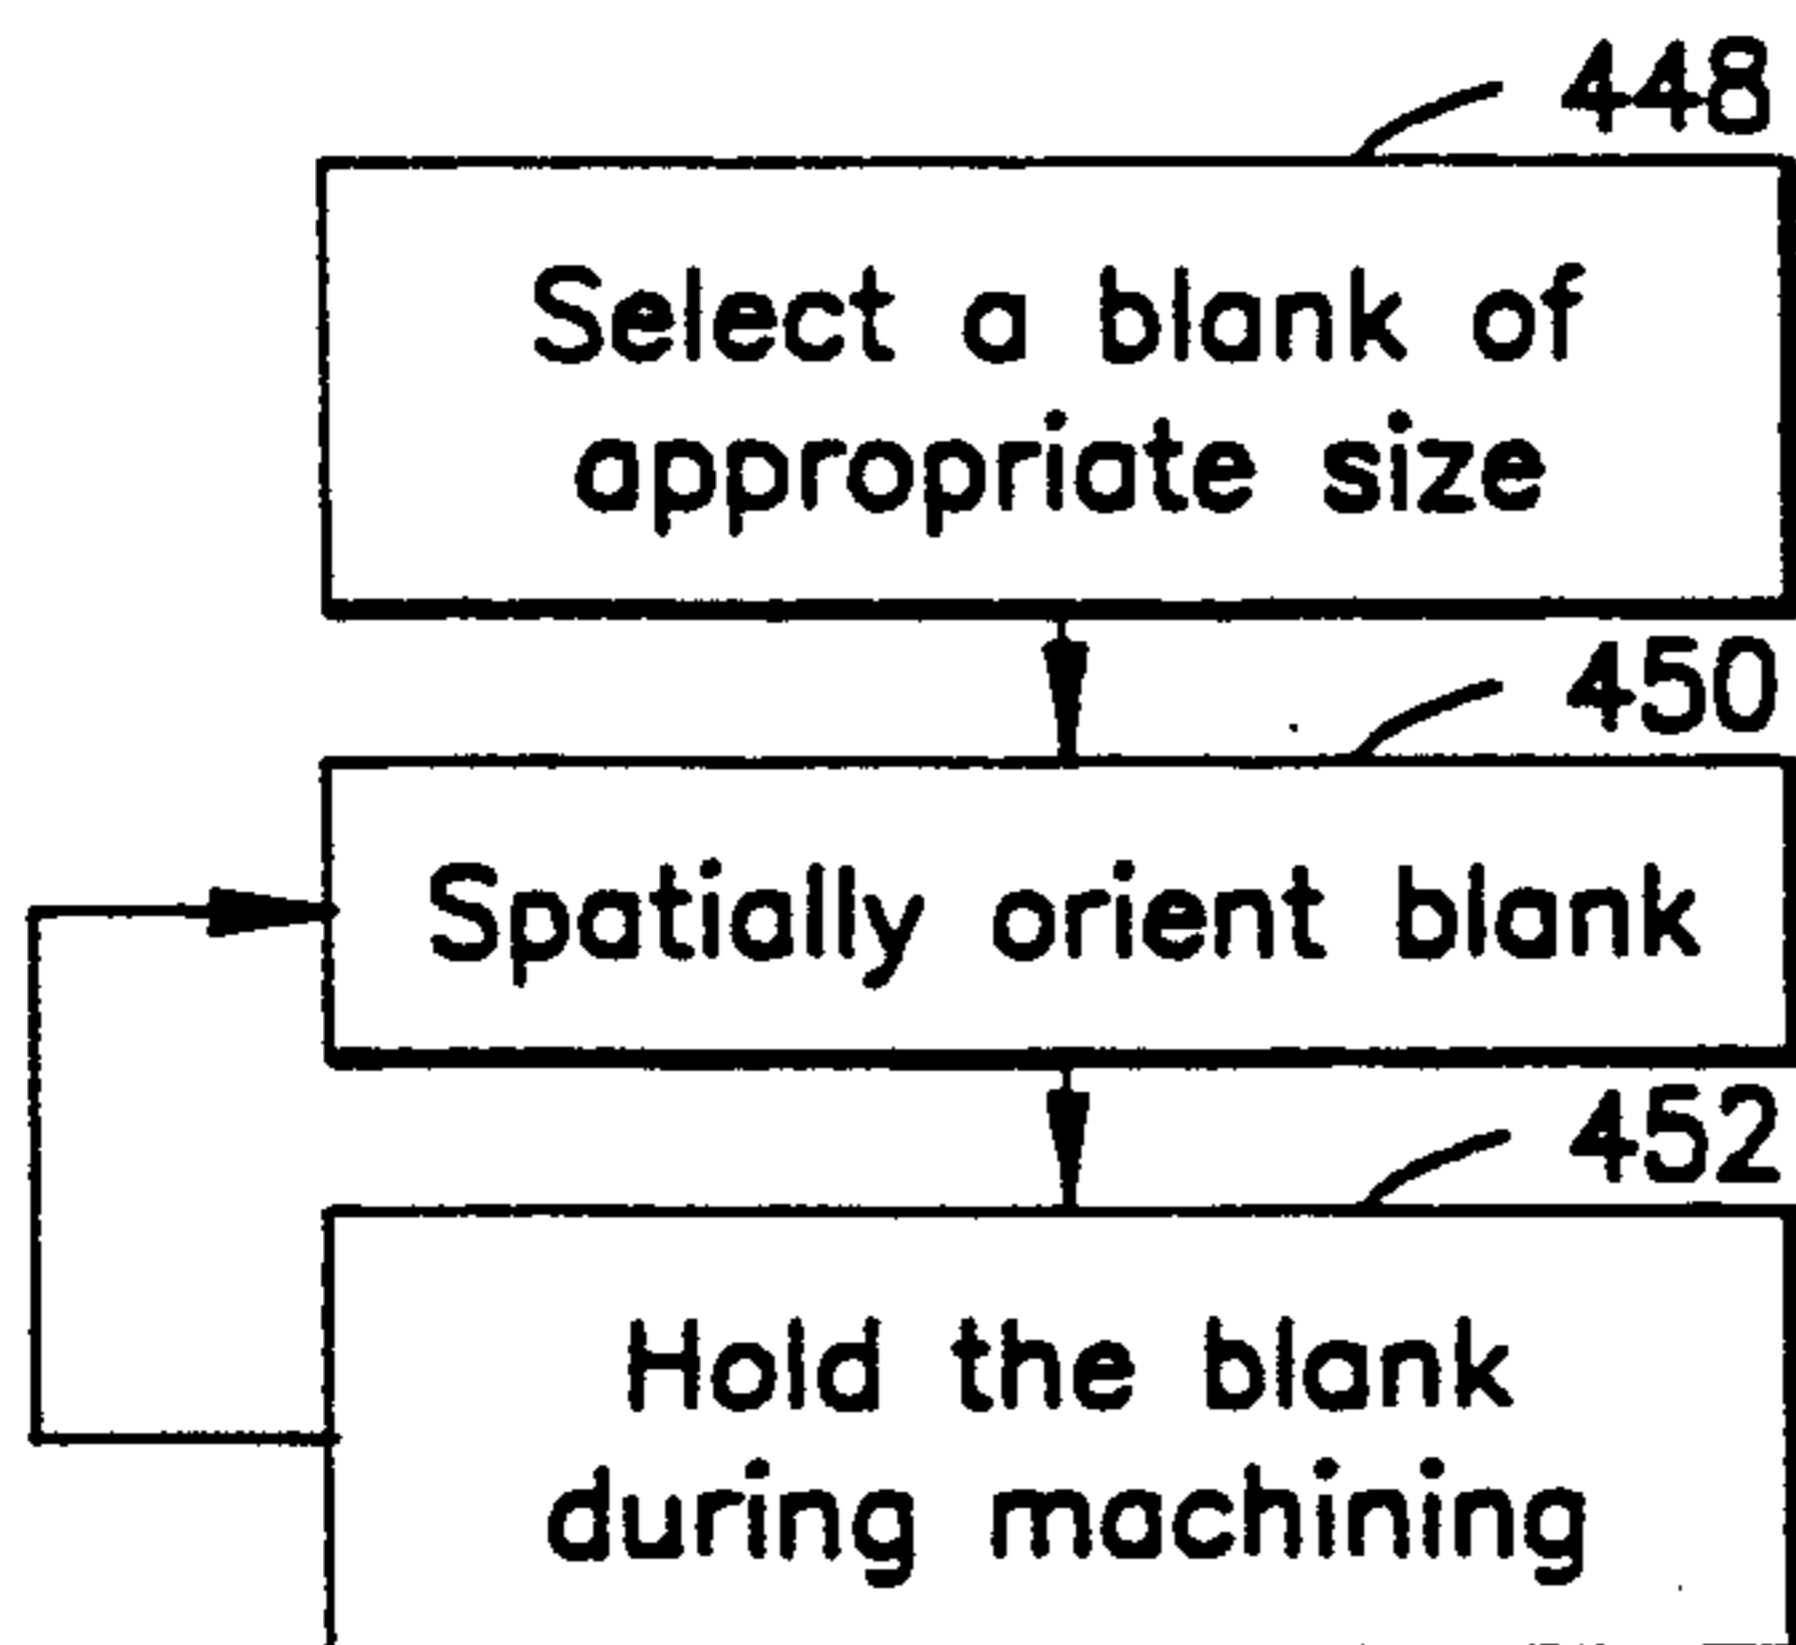 448
Select a blank of
appropriate size
450
Spatially orient blank
452
Hold the blank
during machining